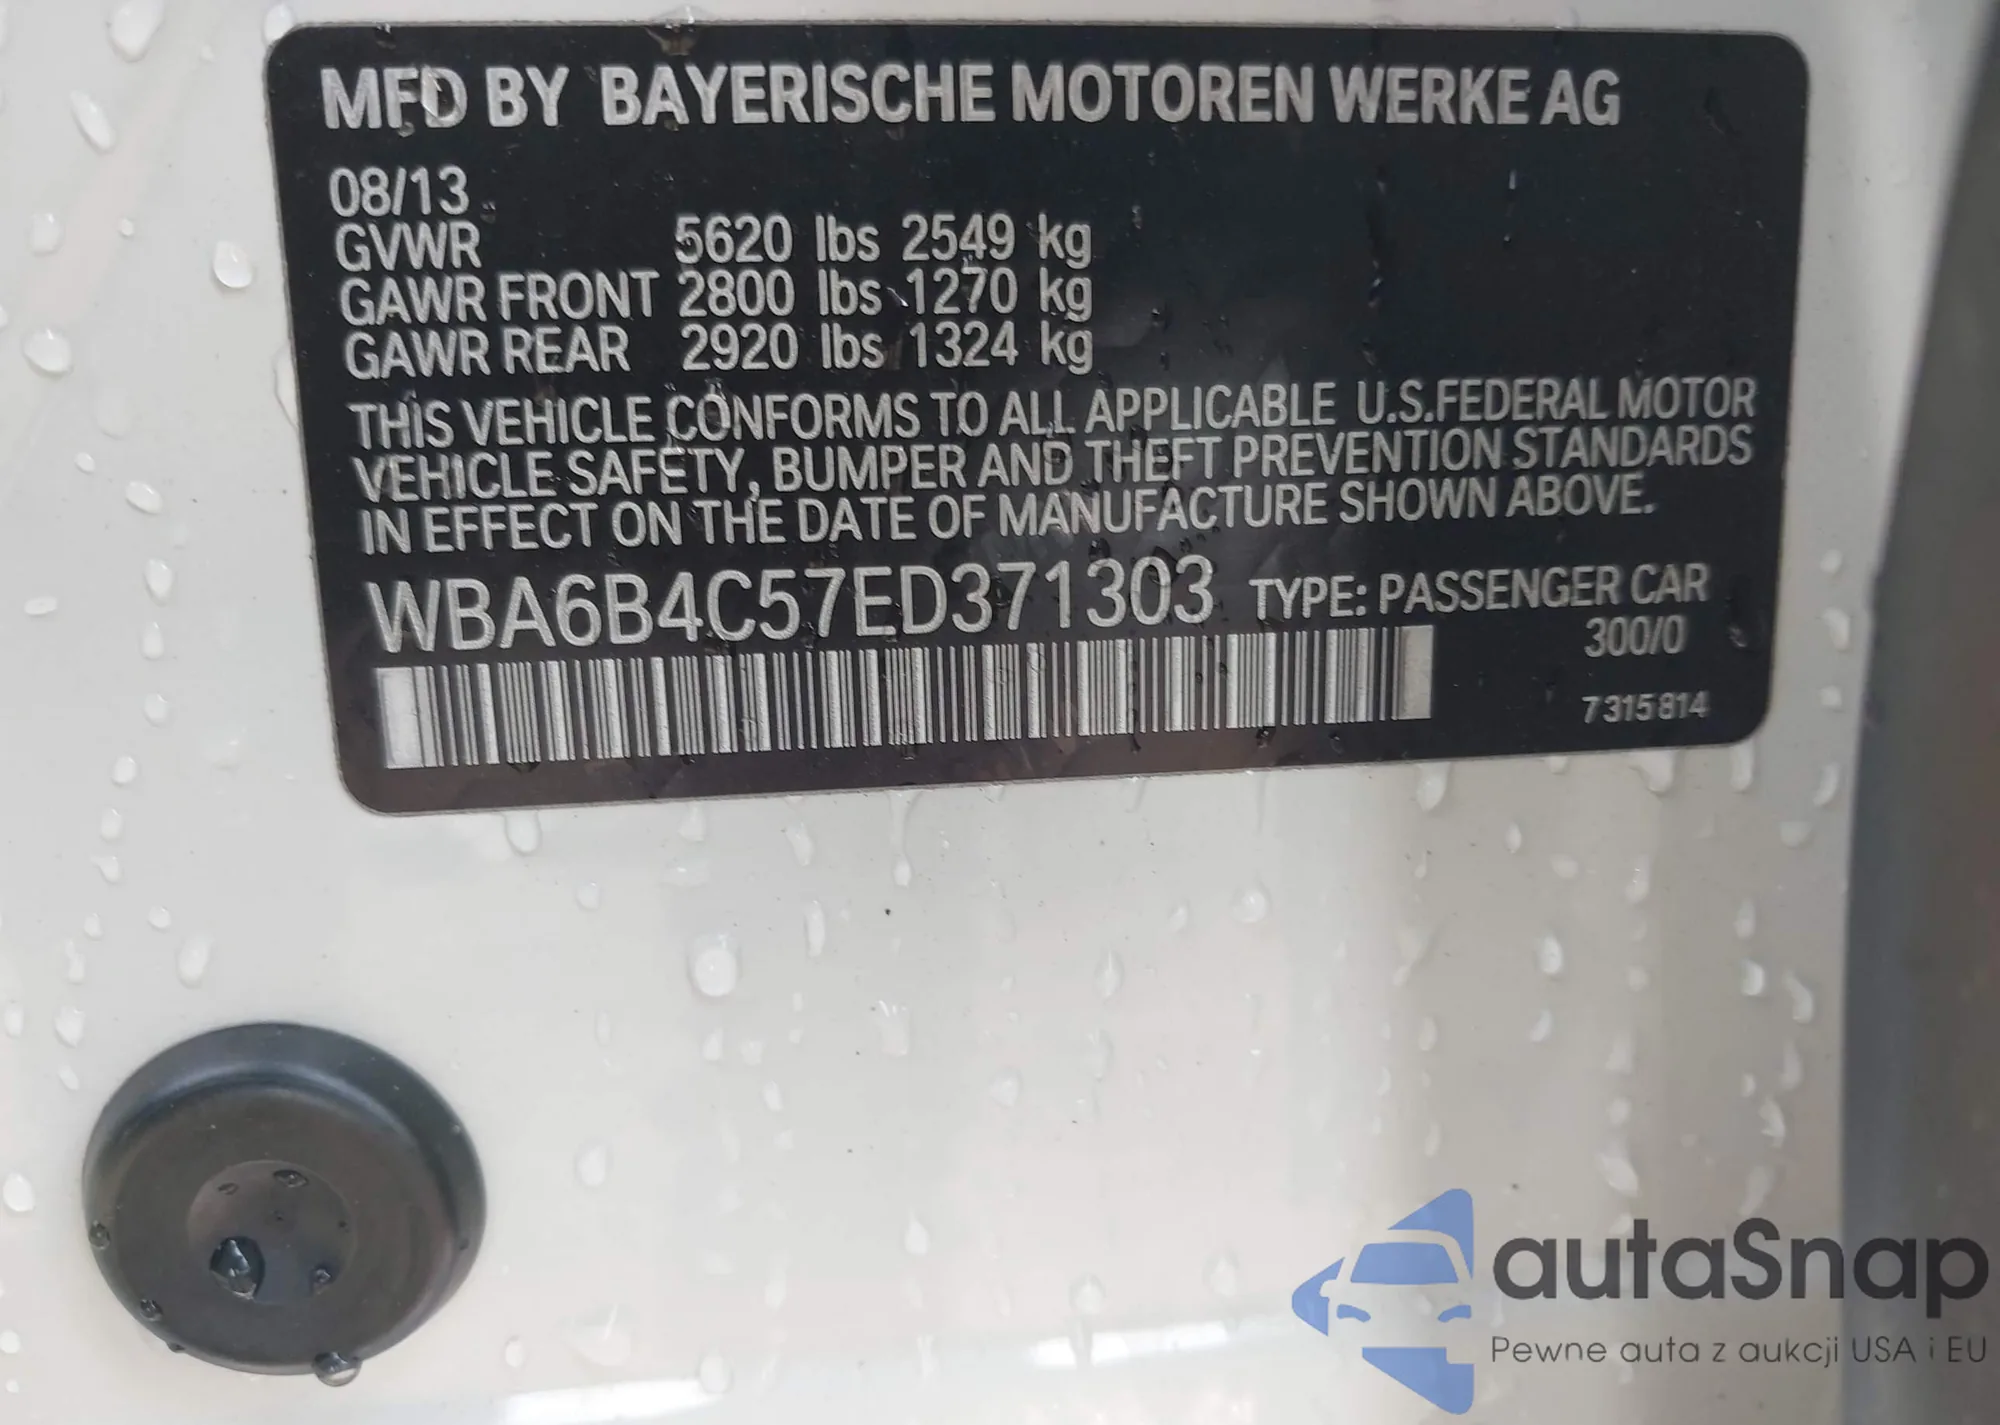 MFD BY BAYERISCHE MOTOREN WERKE AG
08/13
GVWR 5620 lbs 2549 kg
GAWR FRONT 2800 lbs 1270 kg
GAWR REAR 2920 lbs 1324 kg
THIS VEHICLE CONFORMS TO ALL APPLICABLE U.S.FEDERAL MOTOR
VEHICLE SAFETY, BUMPER AND THEFT PREVENTION STANDARDS
IN EFFECT ON THE DATE OF MANUFACTURE SHOWN ABOVE.
WBA6B4C57ED371303 TYPE: PASSENGER CAR
300/0
7315814
autaSnap
Pewne auta z aukcji USA i EU